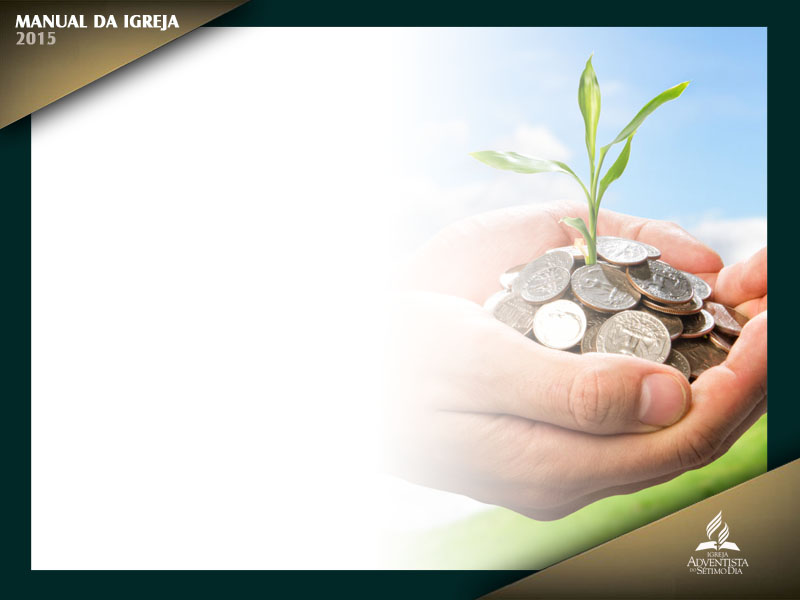 MANUAL DA IGREJA
2015
IGREJA
ADVENTISTA
DO SÉTIMO DIA